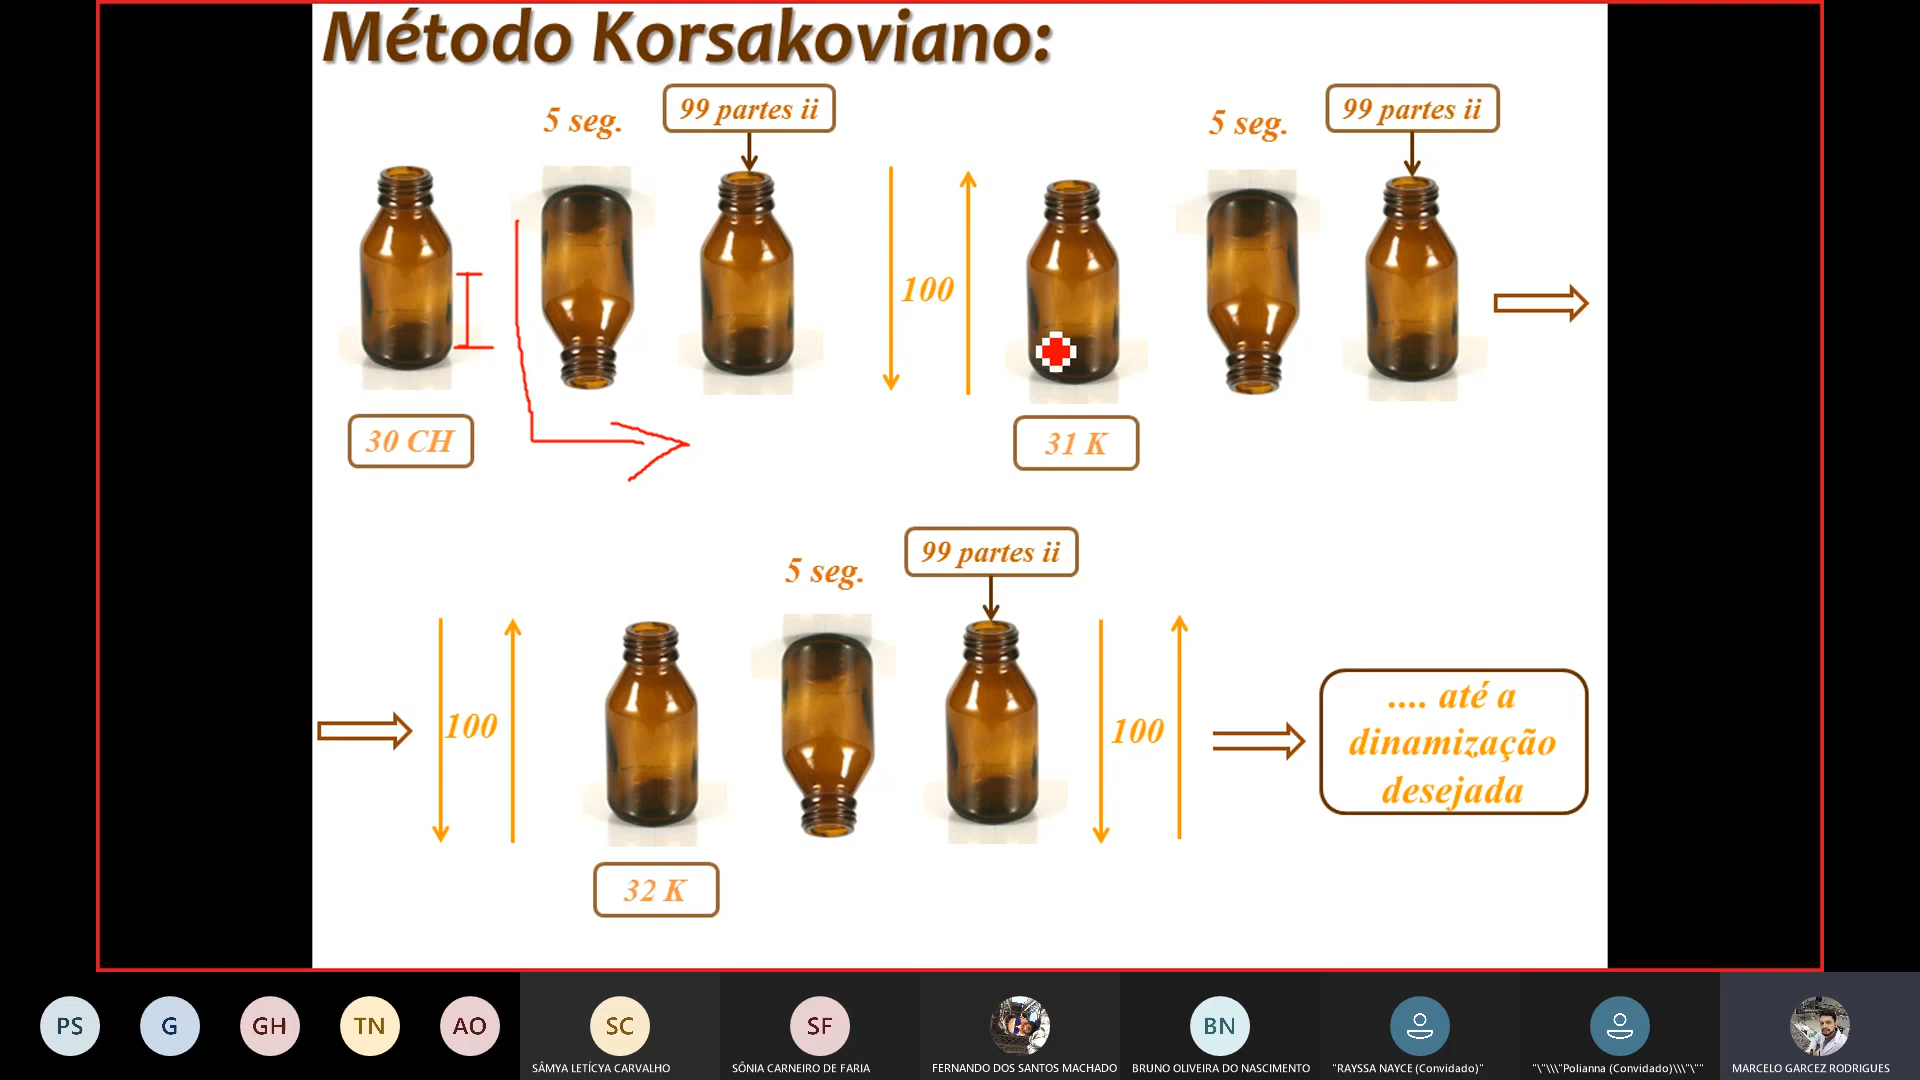 Método Korsakoviano:
5 seg.
99 partes ii
5 seg.
99 partes ii
100
30 CH
31 K
5 seg.
99 partes ii
100
100
.... até a
dinamização
desejada
32 K
PS
G
GH
TN
AO
SC
SF
BN
SÂMYA LETÍCYA CARVALHO
SÔNIA CARNEIRO DE FARIA
FERNANDO DOS SANTOS MACHADO
BRUNO OLIVEIRA DO NASCIMENTO
"RAYSSA NAYCE (Convidado)"
"\"\\\"Polianna (Convidado)\\\"\""
MARCELO GARCEZ RODRIGUES